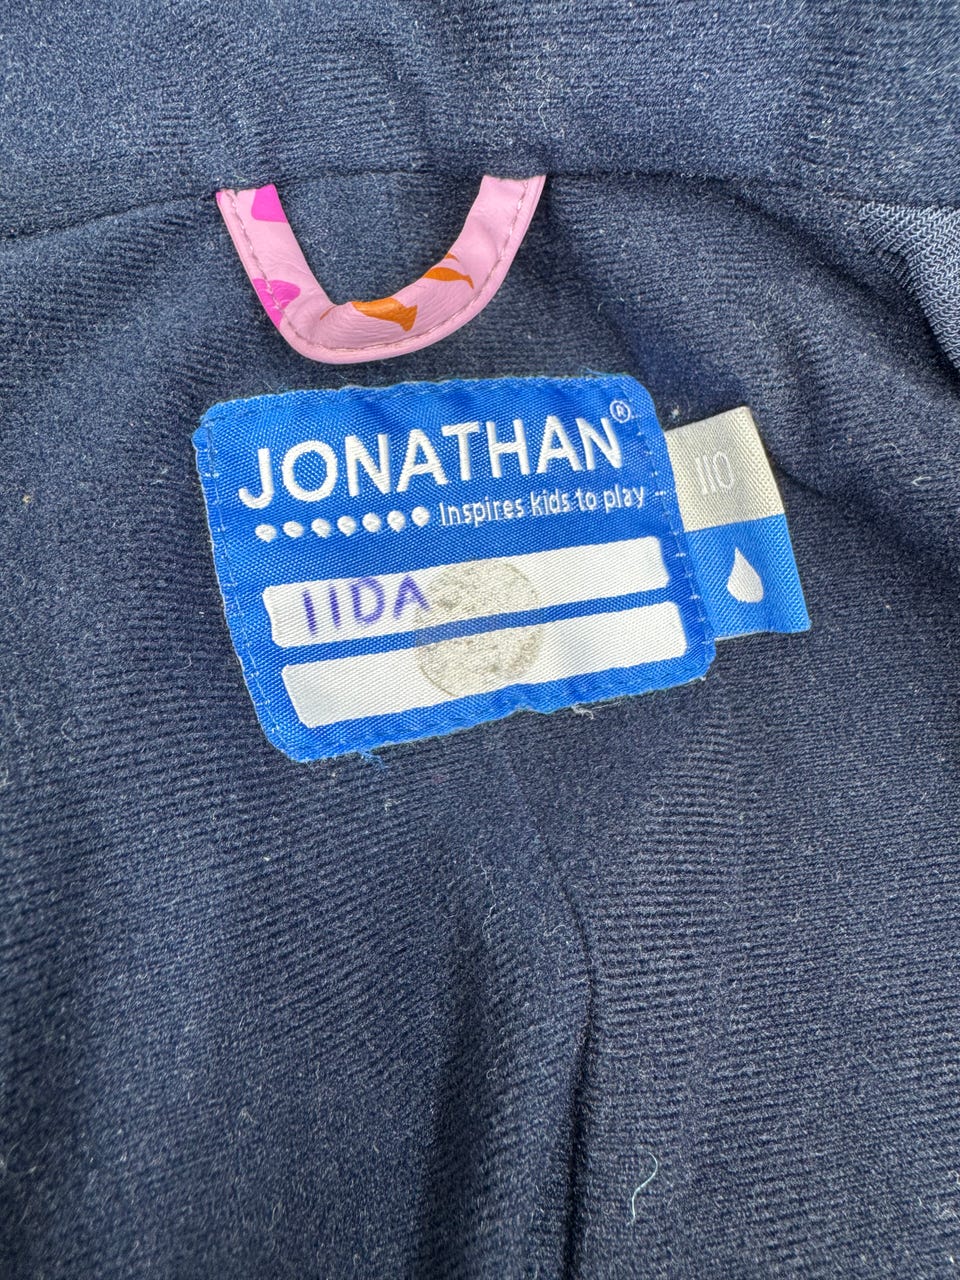 JONATHAN®
Inspires kids to play ...
110
IIDA